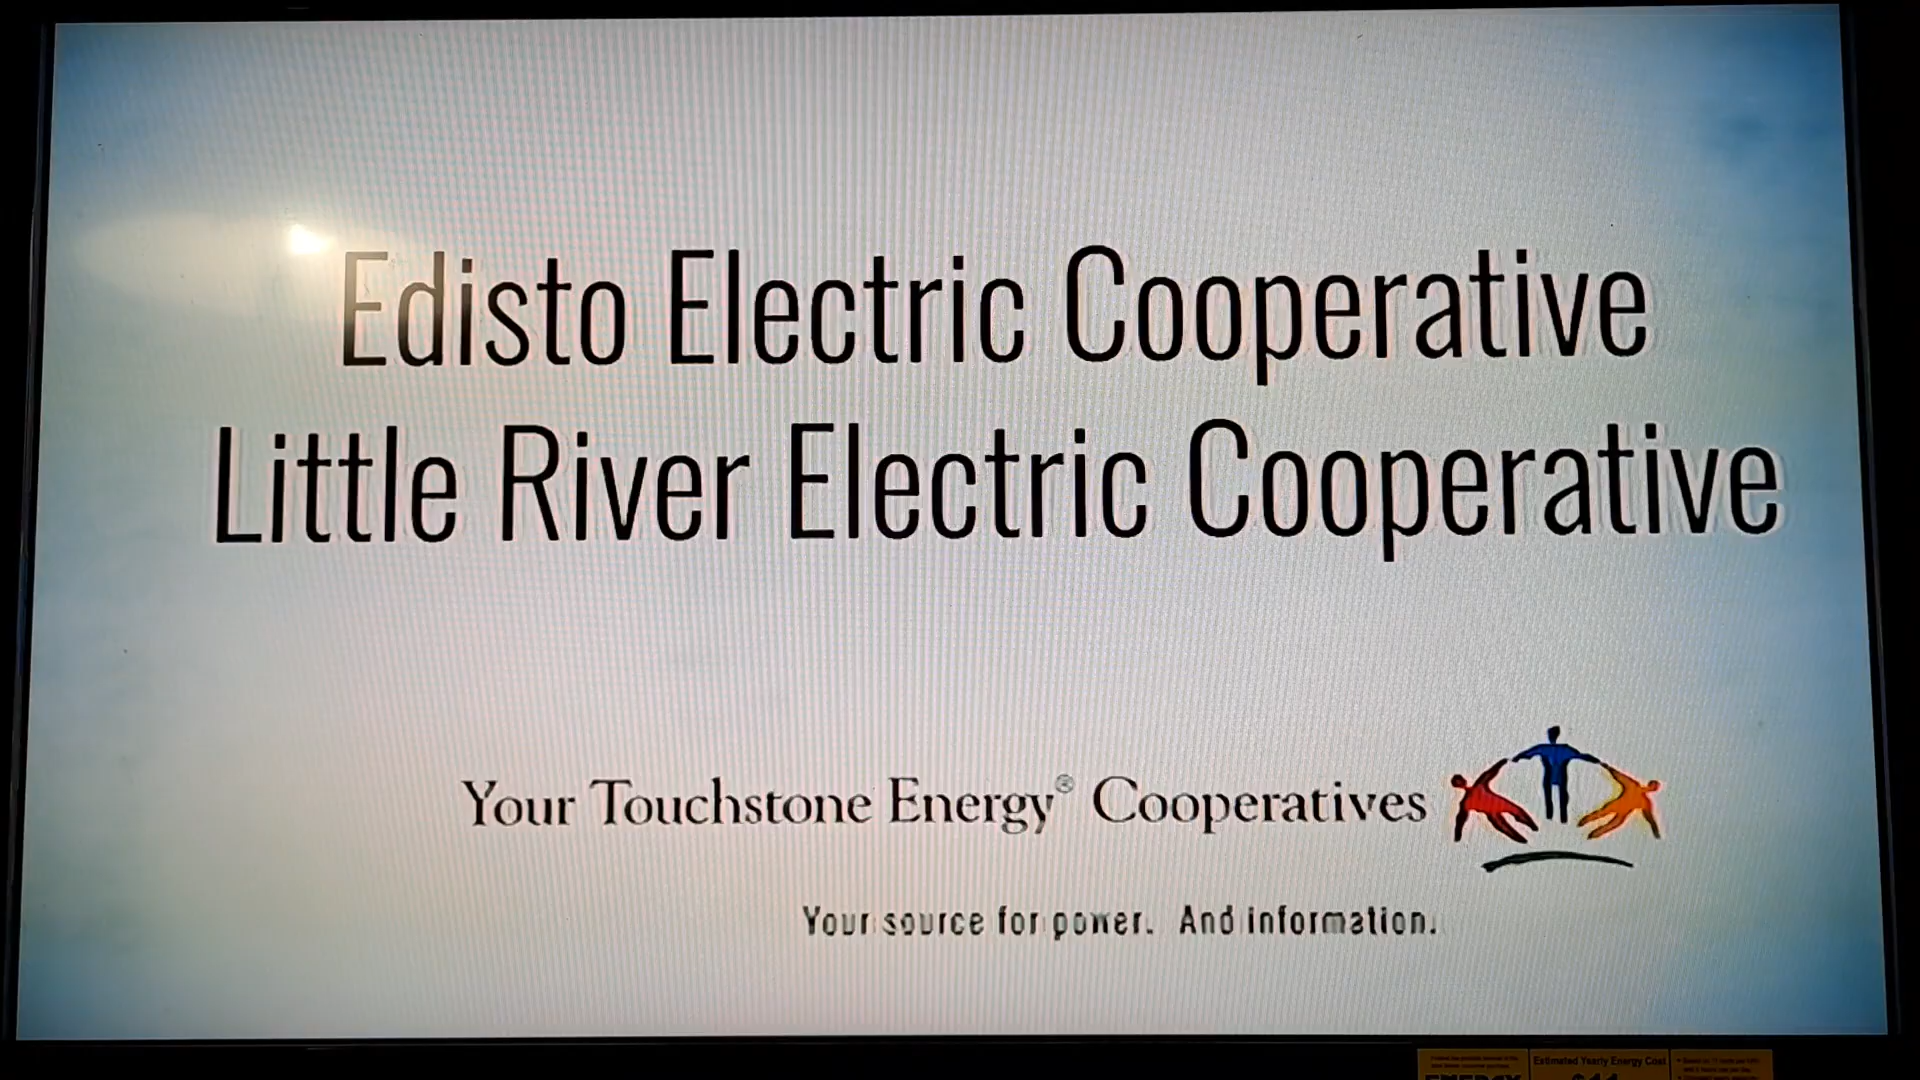 Edisto Electric Cooperative
Little River Electric Cooperative
Your Touchstone Energy® Cooperatives
Your source for power. And information.
Estimated Yearly Energy Cost